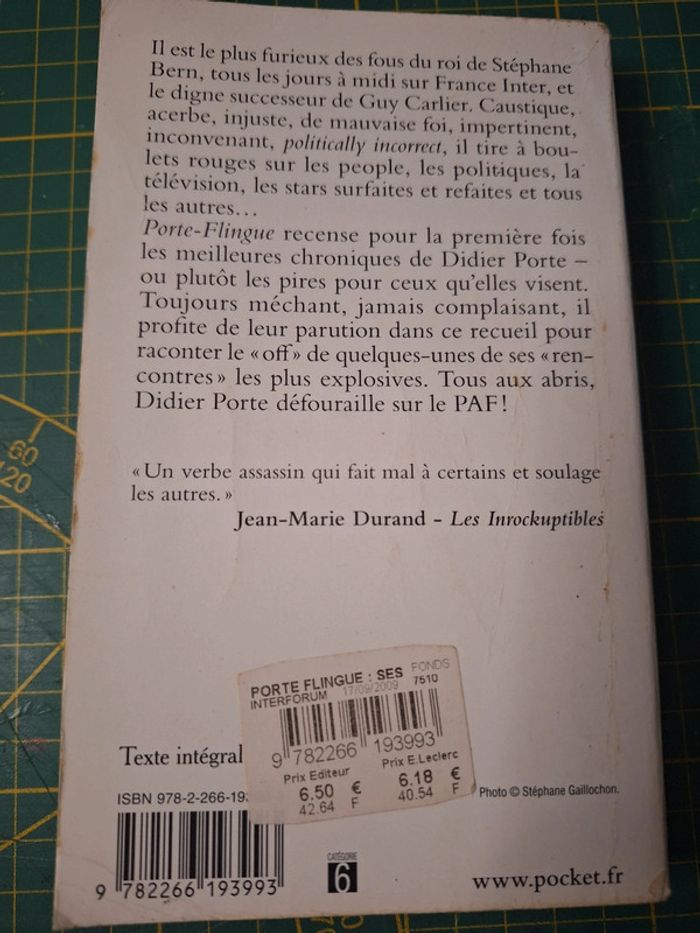 Il est le plus furieux des fous du roi de Stéphane
Bern, tous les jours à midi sur France Inter, et
le digne successeur de Guy Carlier. Caustique,
acerbe, injuste, de mauvaise foi, impertinent,
inconvenant, politically incorrect, il tire à bou-
lets rouges sur les people, les politiques, la
télévision, les stars surfaites et refaites et tous
les autres...
Porte-Flingue recense pour la première fois
les meilleures chroniques de Didier Porte –
ou plutôt les pires pour ceux qu'elles visent.
Toujours méchant, jamais complaisant, il
profite de leur parution dans ce recueil pour
raconter le «off» de quelques-unes de ses «ren-
contres» les plus explosives. Tous aux abris,
Didier Porte défouraille sur le PAF!
« Un verbe assassin qui fait mal à certains et soulage
les autres. »
Jean-Marie Durand - Les Inrockuptibles
PORTE FLINGUE : SES FONDS
INTERFORUM 17/09/2009 7510
9 782266 193993
Prix Editeur Prix E.Leclerc
6,50 € 6.18 €
42.64 F 40.54 F
Texte intégral
Photo © Stéphane Gaillochon.
ISBN 978-2-266-19
9 782266 193993
CATÉGORIE
6
www.pocket.fr